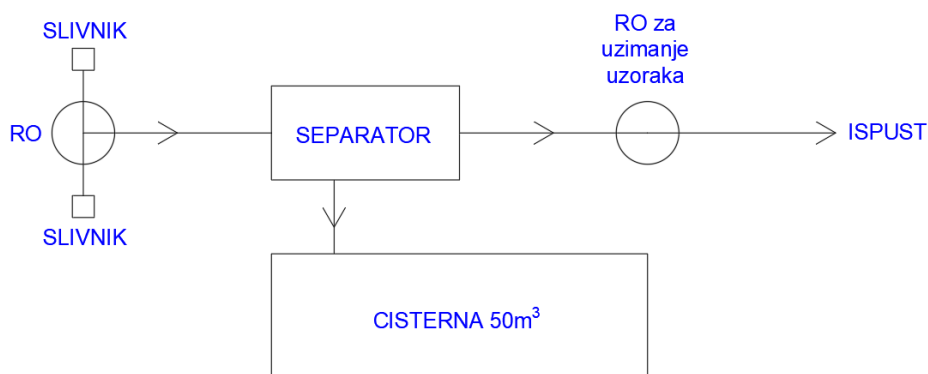 SLIVNIK
RO za
uzimanje
uzoraka
RO
SEPARATOR
ISPUST
SLIVNIK
CISTERNA 50m³